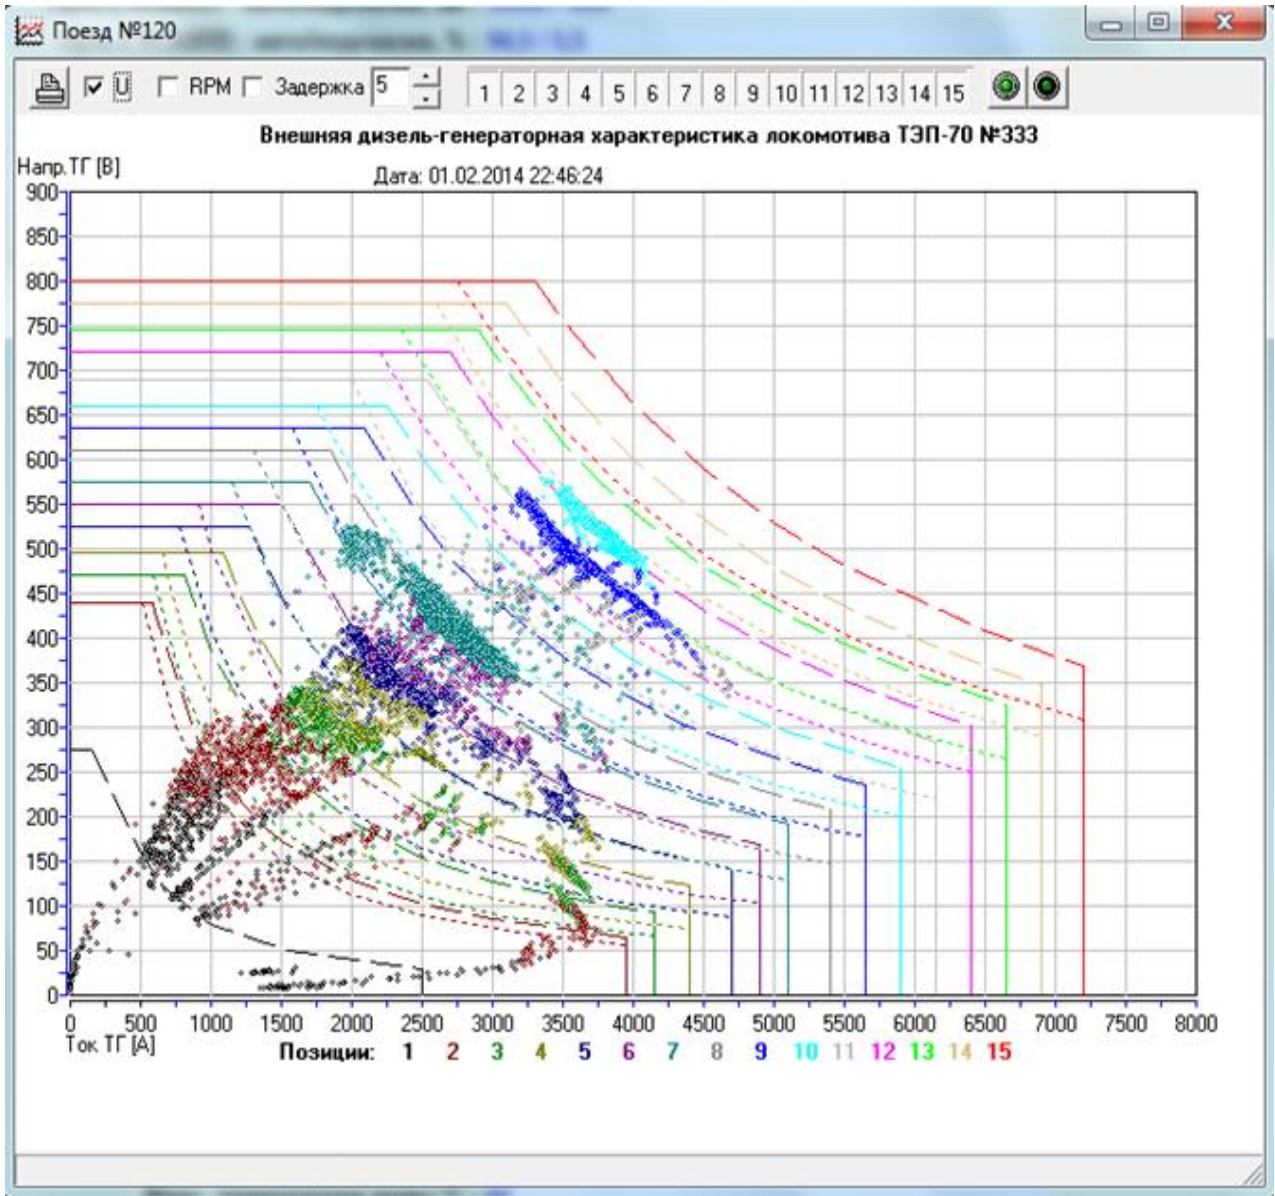 Поезд №120
U RPM Задержка 5 1 2 3 4 5 6 7 8 9 10 11 12 13 14 15
Внешняя дизель-генераторная характеристика локомотива ТЭП-70 №333
Напр.ТГ [В]
Дата: 01.02.2014 22:46:24
900
850
800
750
700
650
600
550
500
450
400
350
300
250
200
150
100
50
0
0 500 1000 1500 2000 2500 3000 3500 4000 4500 5000 5500 6000 6500 7000 7500 8000
Ток ТГ [А]
Позиции: 1 2 3 4 5 6 7 8 9 10 11 12 13 14 15